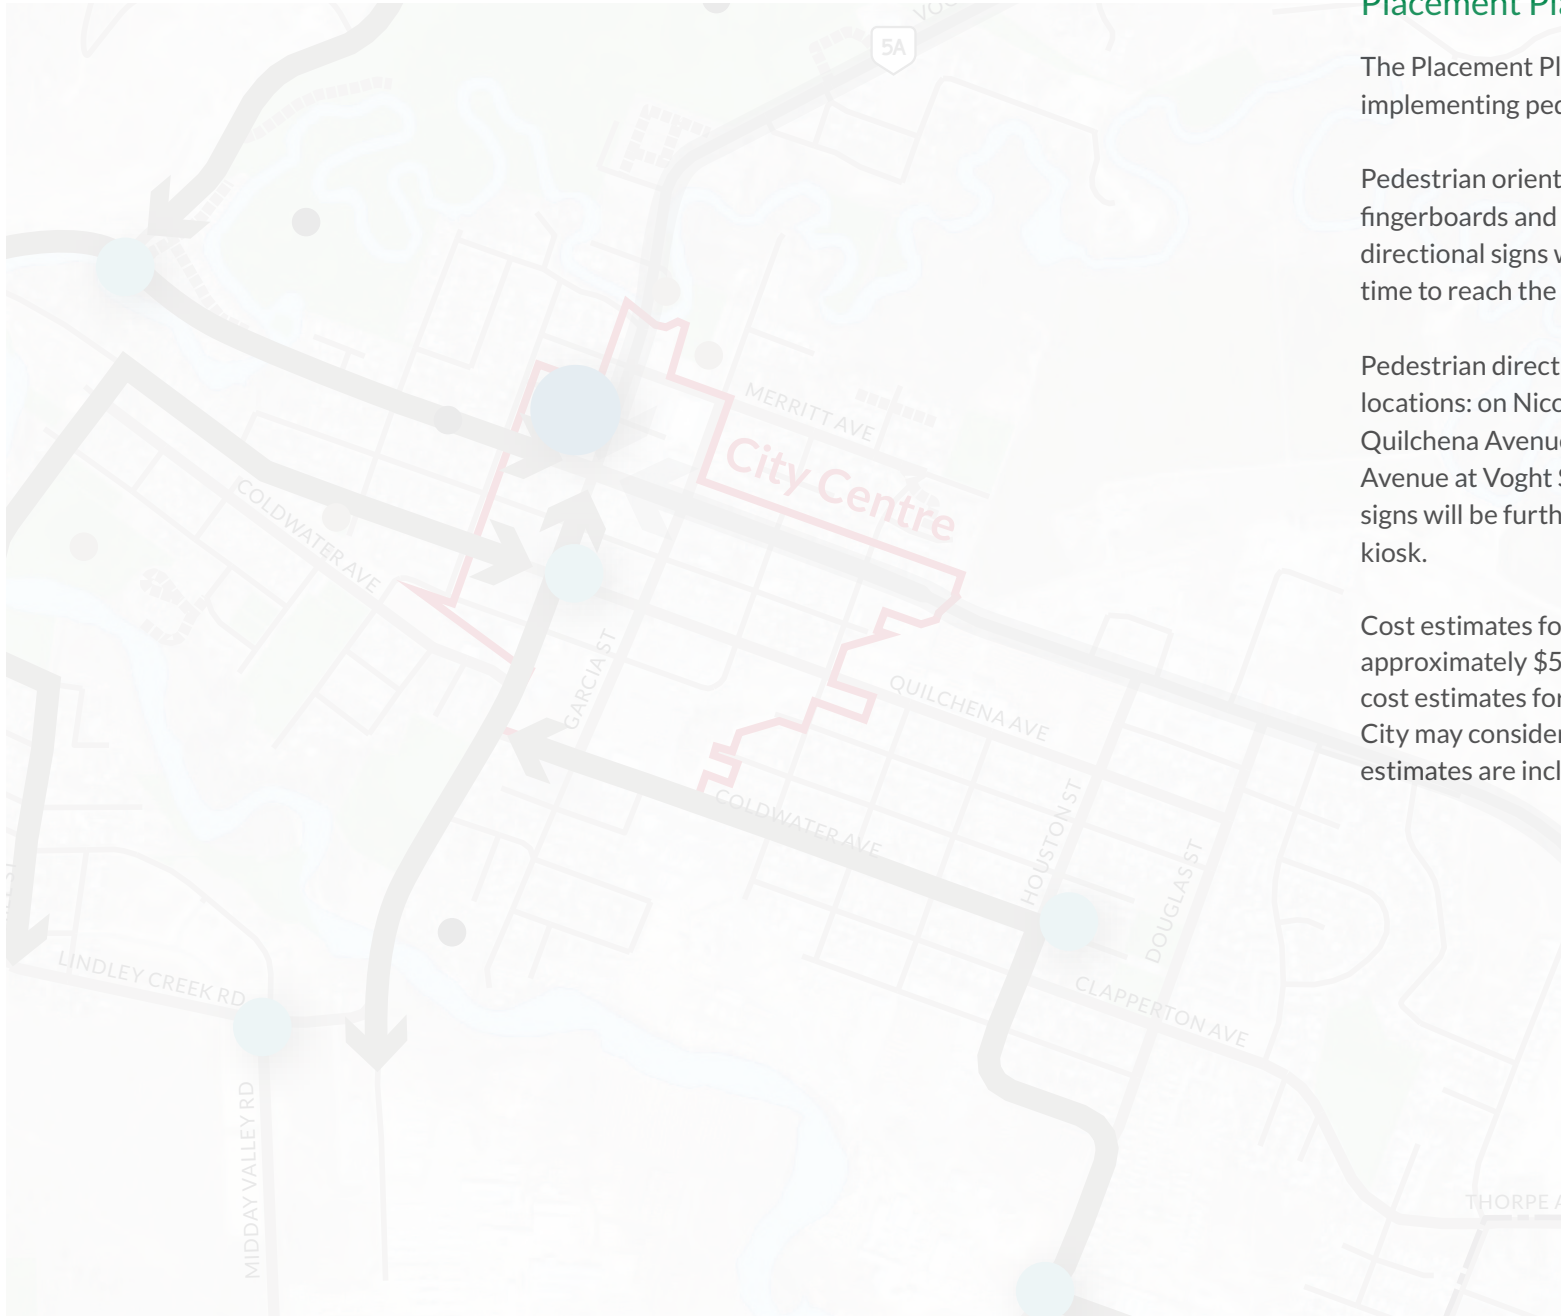 Placement Pla
The Placement Pl
implementing ped
Pedestrian orient
fingerboards and
directional signs w
time to reach the
Pedestrian direct
locations: on Nico
Quilchena Avenue
Avenue at Voght S
signs will be furth
kiosk.
Cost estimates fo
approximately $5
cost estimates for
City may consider
estimates are incl
VOG
5A
MERRITT AVE
City Centre
COLDWATER AVE
GARCIA ST
QUILCHENA AVE
COLDWATER AVE
HOUSTON ST
DOUGLAS ST
LINDLEY CREEK RD
CLAPPERTON AVE
MIDDAY VALLEY RD
THORPE A